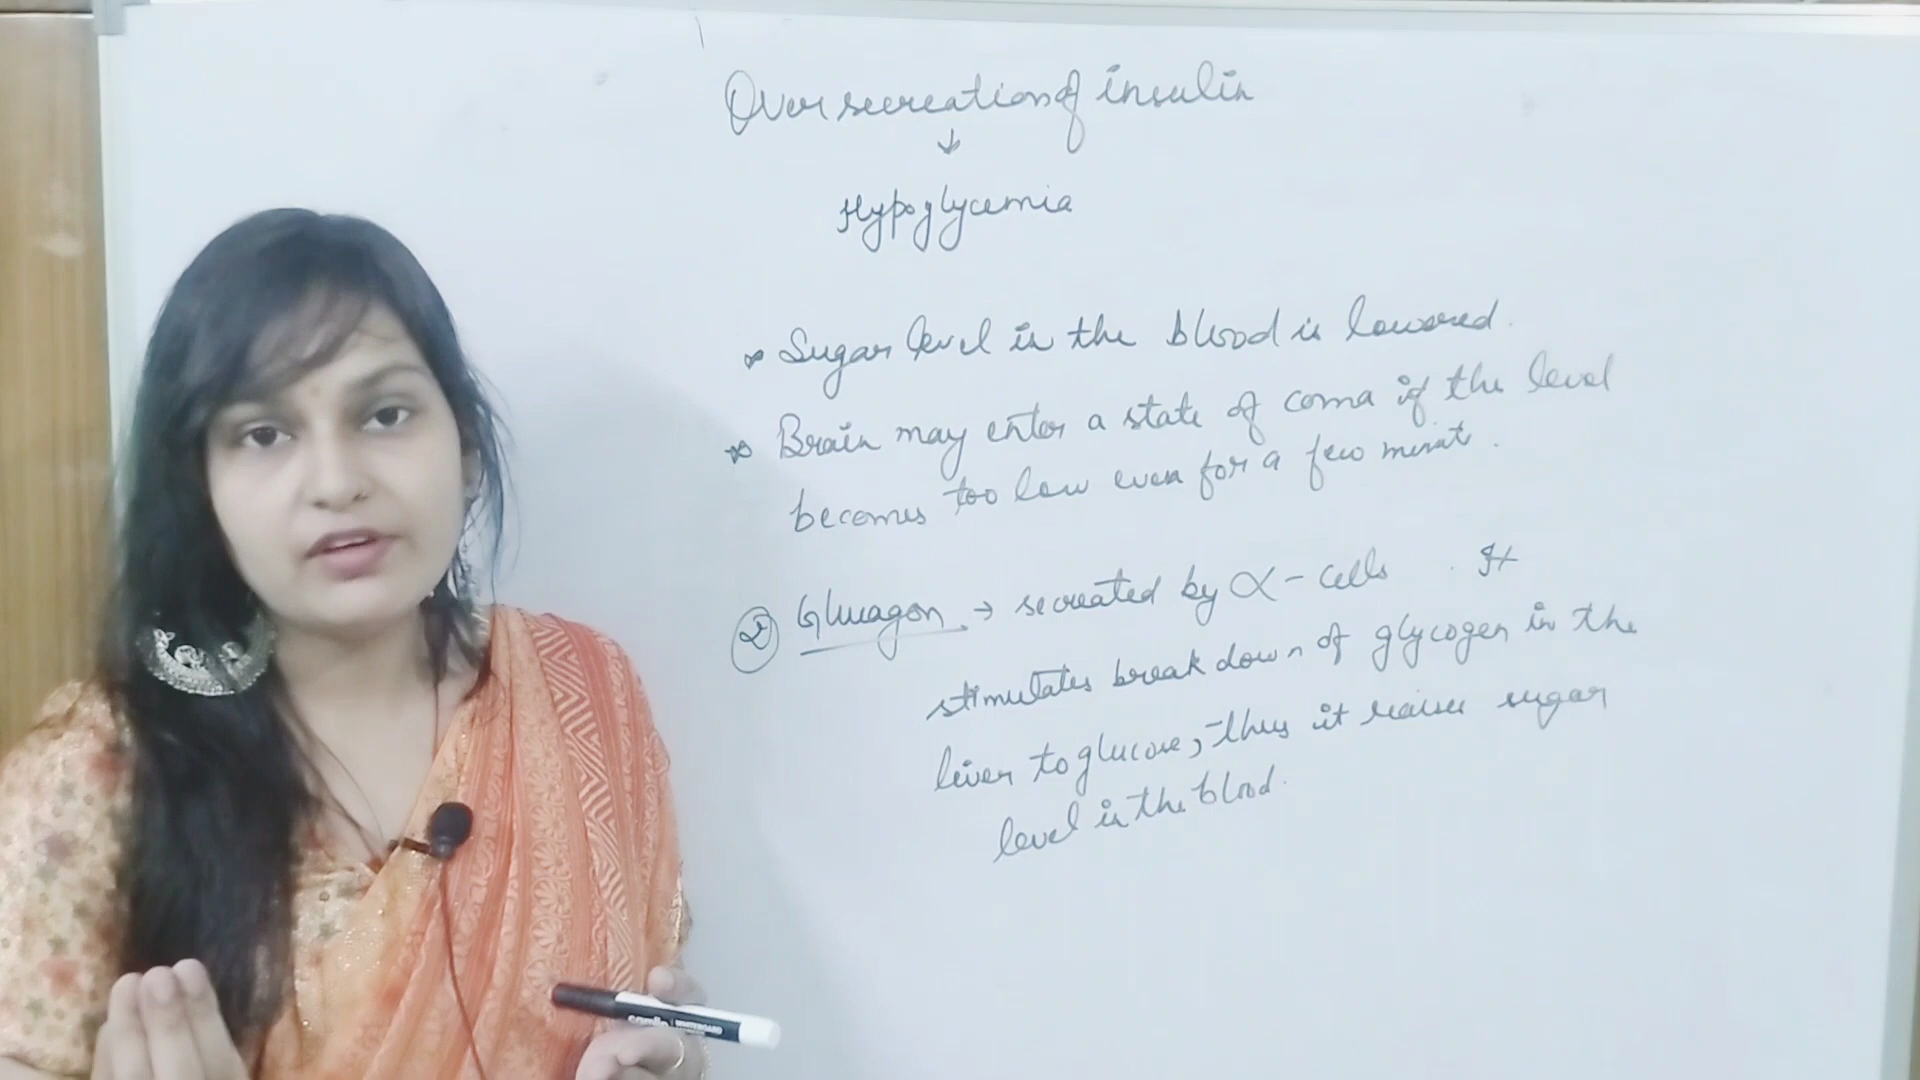 Over secreation of insulin
↓
Hypoglycemia
* Sugar level in the blood is lowered.
* Brain may enter a state of coma if the level
becomes too low even for a few minut.
② Glucagon → secreated by α-cells . It
stimulates break down of glycogen in the
liver to glucose, thus it raises sugar
level in the blood.
camlin WHITEBOARD